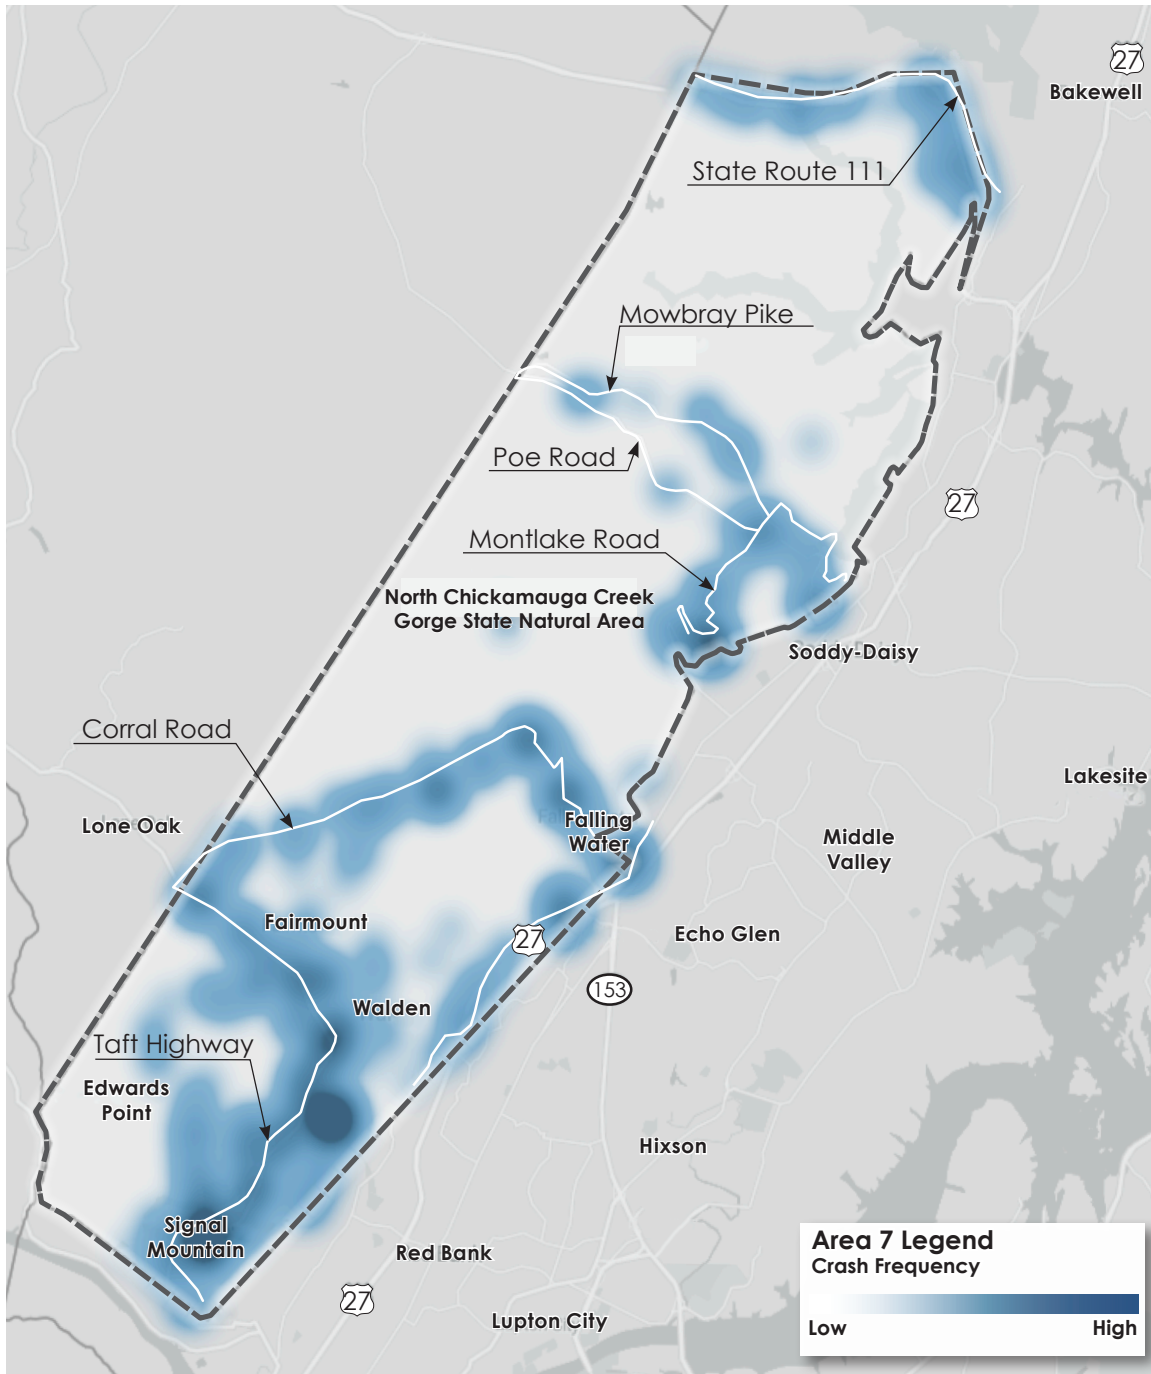 27
Bakewell
State Route 111
Mowbray Pike
Poe Road
27
Montlake Road
North Chickamauga Creek
Gorge State Natural Area
Soddy-Daisy
Corral Road
Lakesite
Lone Oak
Falling
Water
Middle
Valley
Fairmount
27
Echo Glen
153
Walden
Taft Highway
Edwards
Point
Hixson
Signal
Mountain
Red Bank
27
Lupton City
Area 7 Legend
Crash Frequency
Low
High